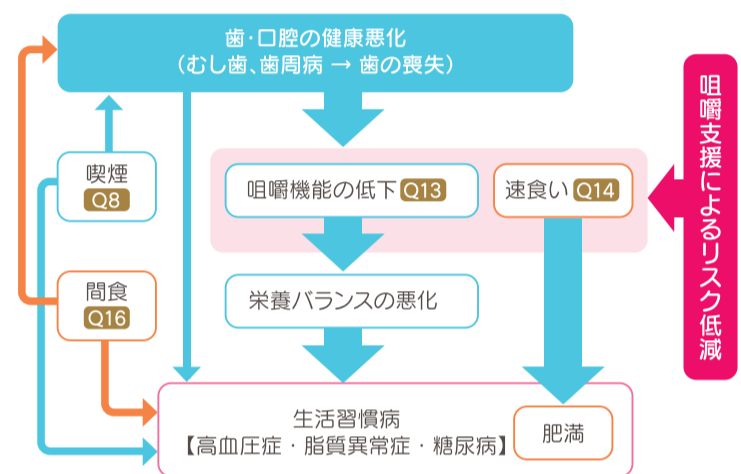 歯・口腔の健康悪化
（むし歯、歯周病 → 歯の喪失）
喫煙
Q8
咀嚼機能の低下 Q13
速食い Q14
咀嚼支援によるリスク低減
間食
Q16
栄養バランスの悪化
生活習慣病
【高血圧症・脂質異常症・糖尿病】
肥満